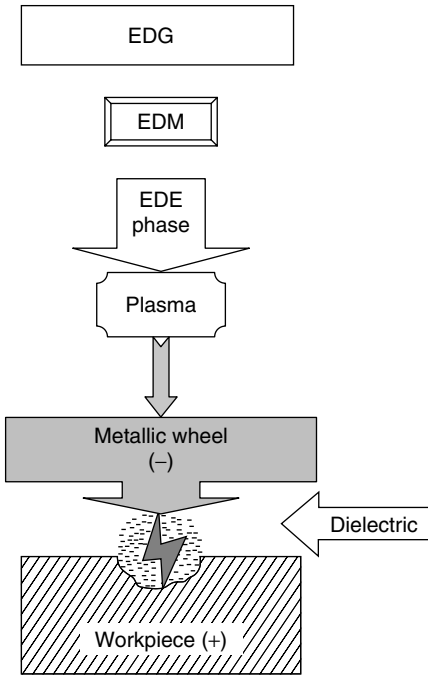 EDG
EDM
EDE
phase
Plasma
Metallic wheel
(−)
Dielectric
Workpiece (+)